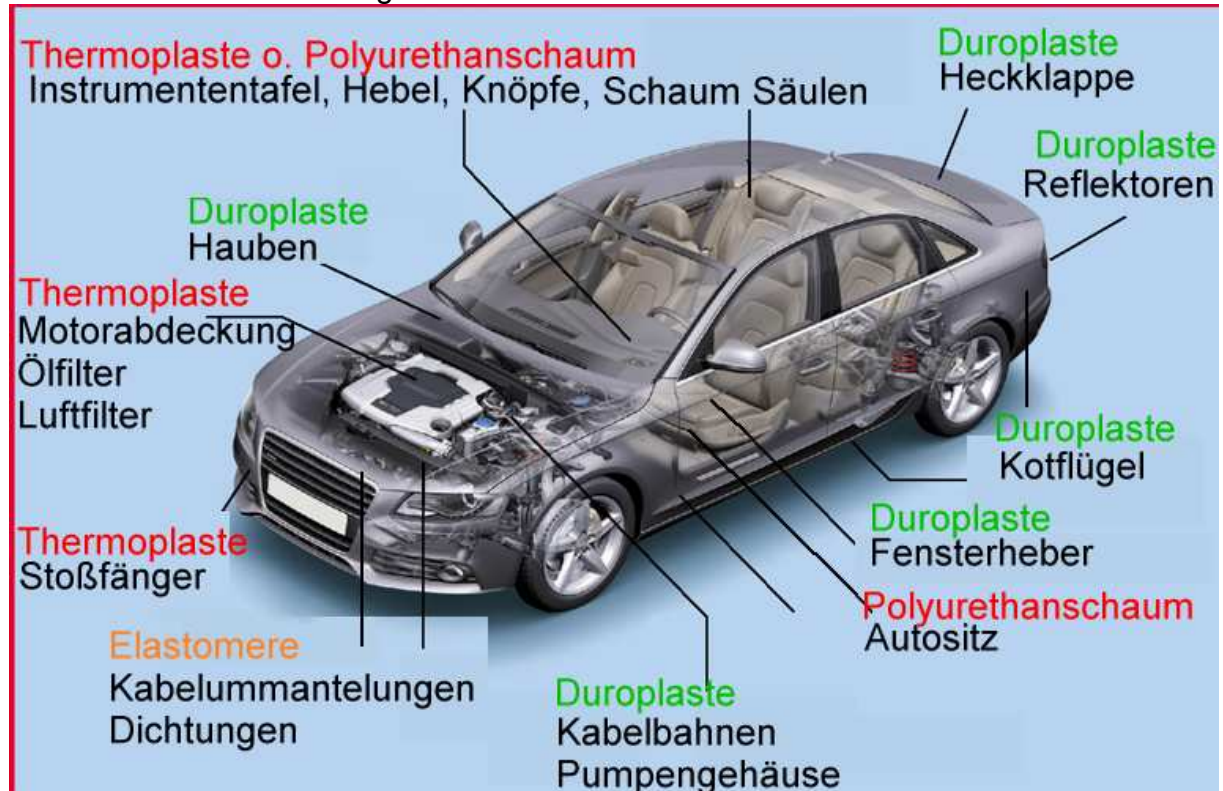 Thermoplaste o. Polyurethanschaum
Instrumententafel, Hebel, Knöpfe, Schaum Säulen
Duroplaste
Heckklappe
Duroplaste
Reflektoren
Duroplaste
Hauben
Thermoplaste
Motorabdeckung
Ölfilter
Luftfilter
Duroplaste
Kotflügel
Duroplaste
Fensterheber
Thermoplaste
Stoßfänger
Polyurethanschaum
Autositz
Elastomere
Kabelummantelungen
Dichtungen
Duroplaste
Kabelbahnen
Pumpengehäuse